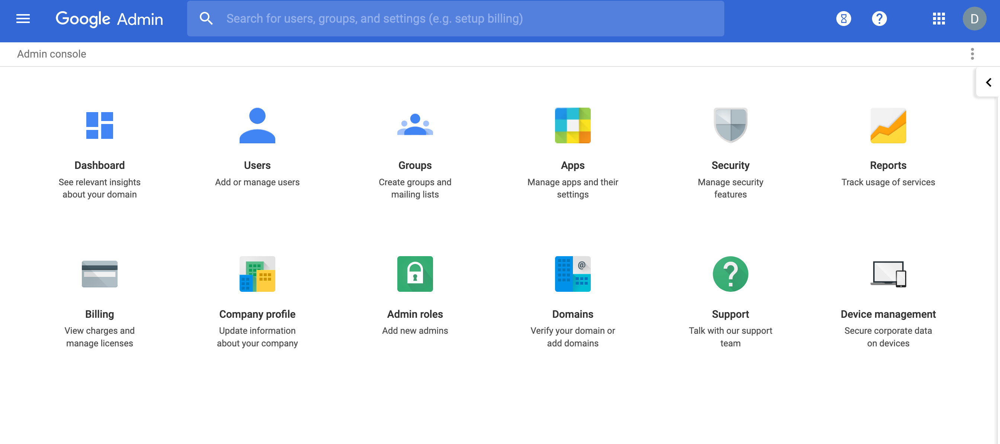 Google Admin
Search for users, groups, and settings (e.g. setup billing)
D
Admin console
Dashboard
See relevant insights
about your domain
Users
Add or manage users
Groups
Create groups and
mailing lists
Apps
Manage apps and their
settings
Security
Manage security
features
Reports
Track usage of services
Billing
View charges and
manage licenses
Company profile
Update information
about your company
Admin roles
Add new admins
@
Domains
Verify your domain or
add domains
Support
Talk with our support
team
Device management
Secure corporate data
on devices